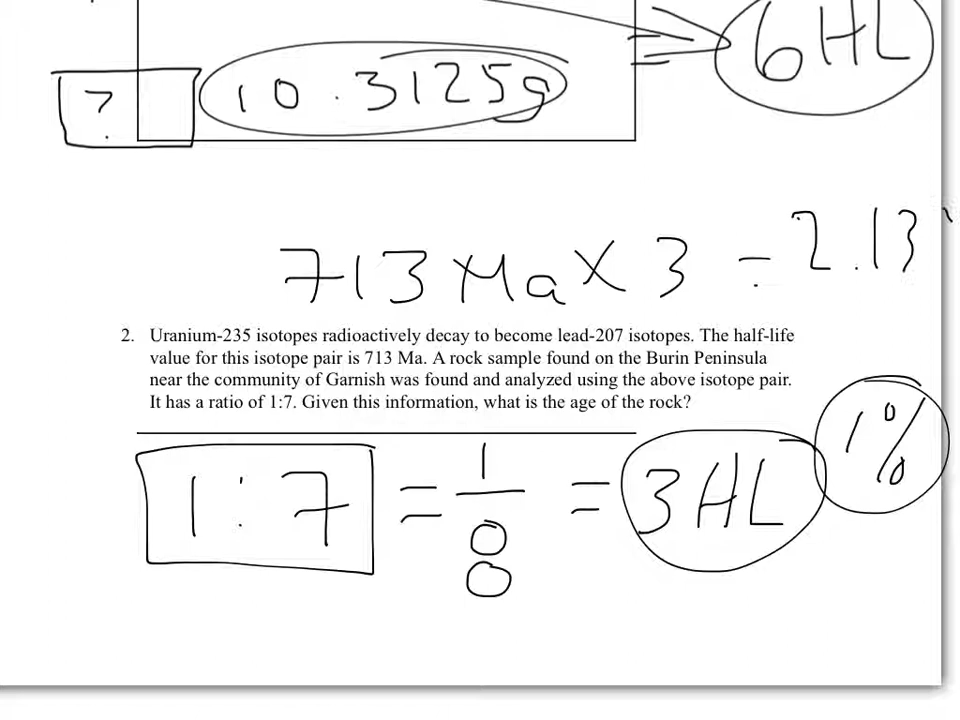 = 6HL
? 10.3125g
713 Ma X 3 = 2.13
2. Uranium-235 isotopes radioactively decay to become lead-207 isotopes. The half-life
value for this isotope pair is 713 Ma. A rock sample found on the Burin Peninsula
near the community of Garnish was found and analyzed using the above isotope pair.
It has a ratio of 1:7. Given this information, what is the age of the rock?
1:7 = 1/8 = 3HL 1%